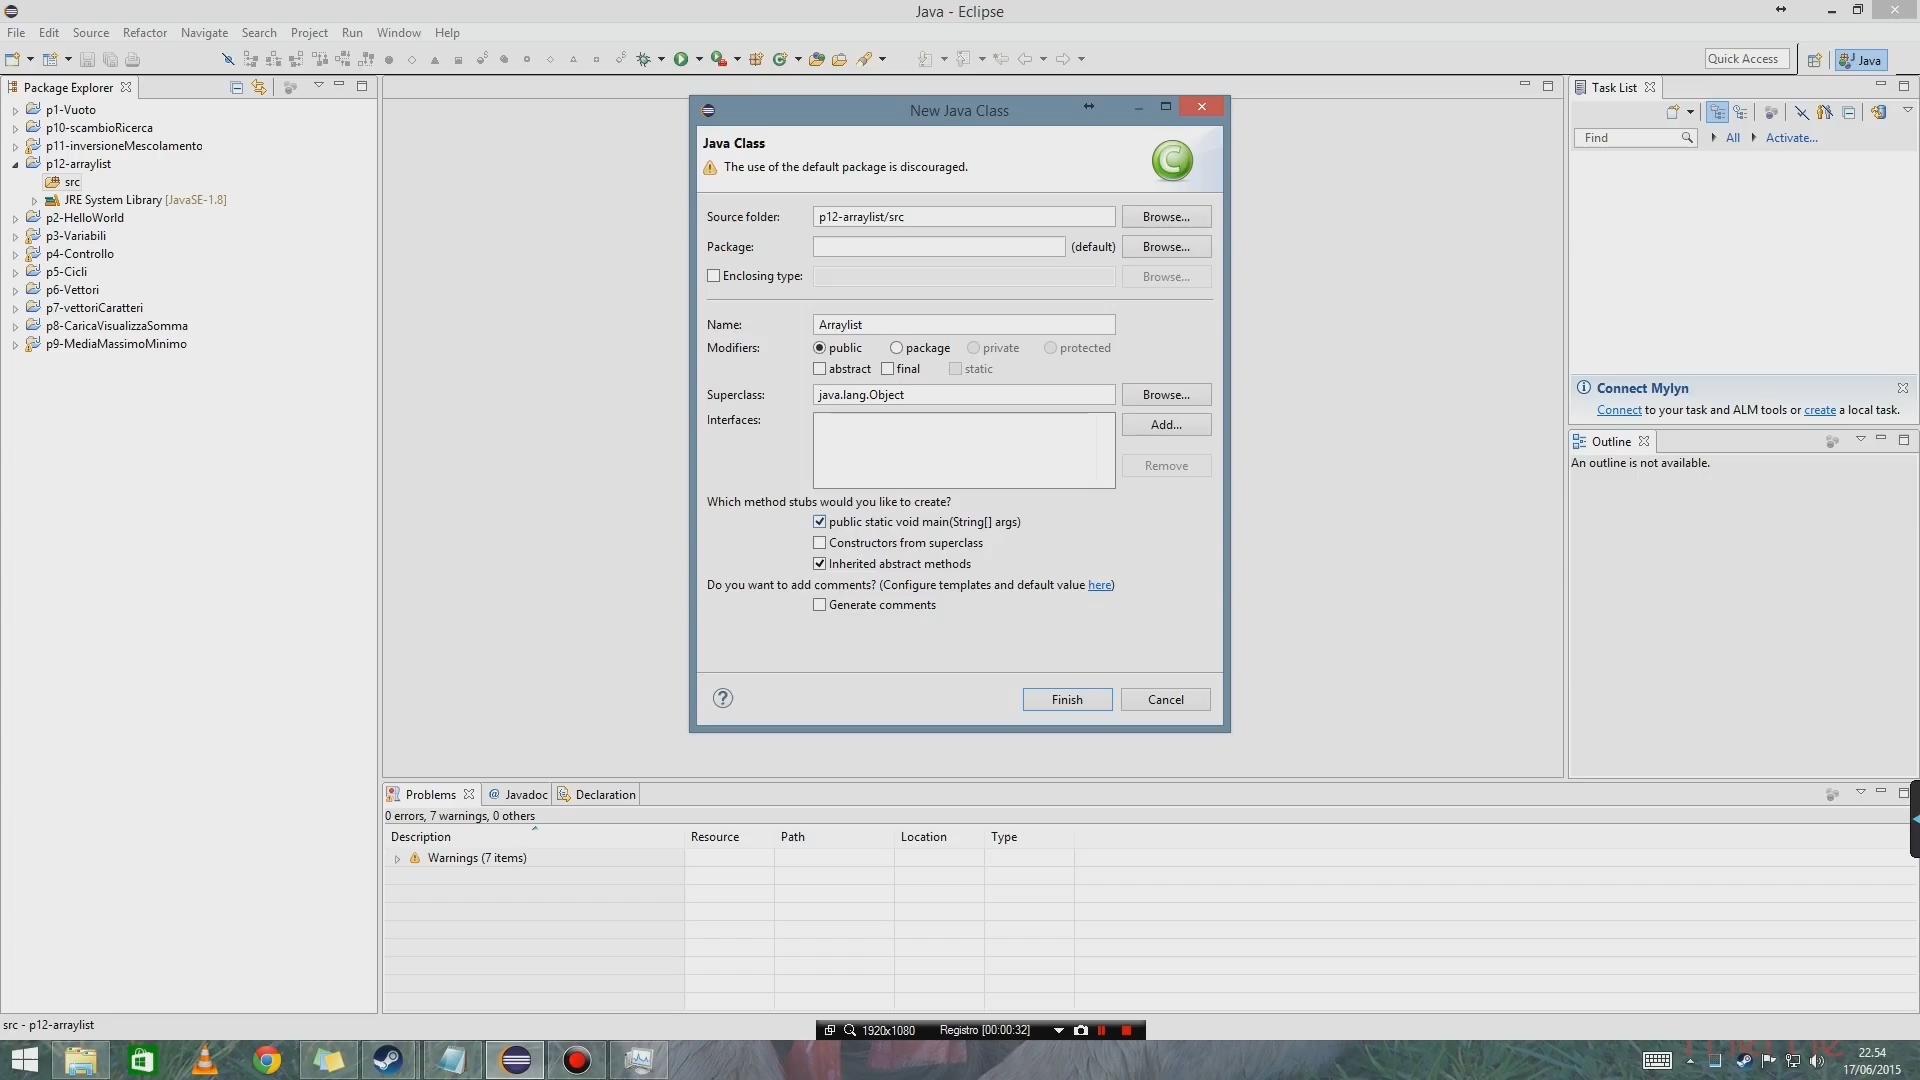 Java - Eclipse
File Edit Source Refactor Navigate Search Project Run Window Help
Quick Access
Java
Package Explorer
p1-Vuoto
p10-scambioRicerca
p11-inversioneMescolamento
p12-arraylist
src
JRE System Library [JavaSE-1.8]
p2-HelloWorld
p3-Variabili
p4-Controllo
p5-Cicli
p6-Vettori
p7-vettoriCaratteri
p8-CaricaVisualizzaSomma
p9-MediaMassimoMinimo
New Java Class
Java Class
The use of the default package is discouraged.
Source folder: p12-arraylist/src Browse...
Package: (default) Browse...
Enclosing type: Browse...
Name: Arraylist
Modifiers: public package private protected
abstract final static
Superclass: java.lang.Object Browse...
Interfaces: Add...
Remove
Which method stubs would you like to create?
public static void main(String[] args)
Constructors from superclass
Inherited abstract methods
Do you want to add comments? (Configure templates and default value here)
Generate comments
Finish Cancel
Task List
Find All Activate...
Connect Mylyn
Connect to your task and ALM tools or create a local task.
Outline
An outline is not available.
Problems @ Javadoc Declaration
0 errors, 7 warnings, 0 others
Description Resource Path Location Type
Warnings (7 items)
src - p12-arraylist
1920x1080 Registro [00:00:32]
22.54
17/06/2015